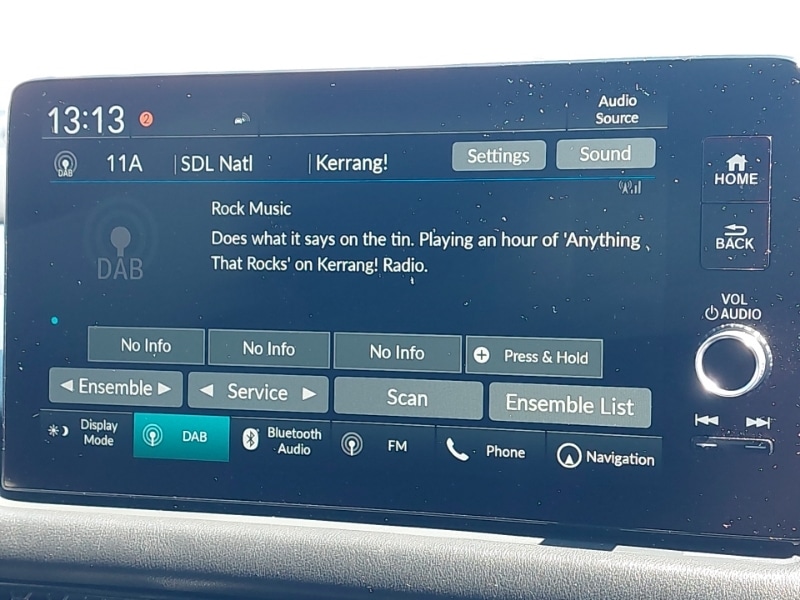 13:13 2 Audio
Source
DAB 11A SDL Natl Kerrang! Settings Sound
HOME
Rock Music
Does what it says on the tin. Playing an hour of 'Anything
That Rocks' on Kerrang! Radio.
DAB
BACK
VOL
AUDIO
No Info No Info No Info Press & Hold
Ensemble Service Scan Ensemble List
Display
Mode DAB Bluetooth
Audio FM Phone Navigation